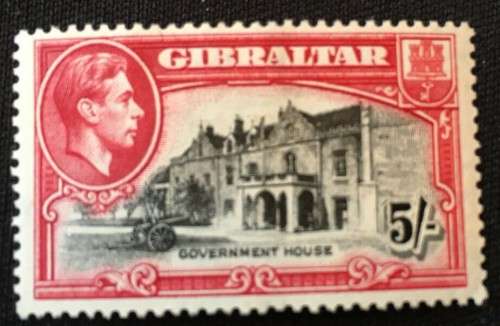 GIBRALTAR
5/-
GOVERNMENT HOUSE